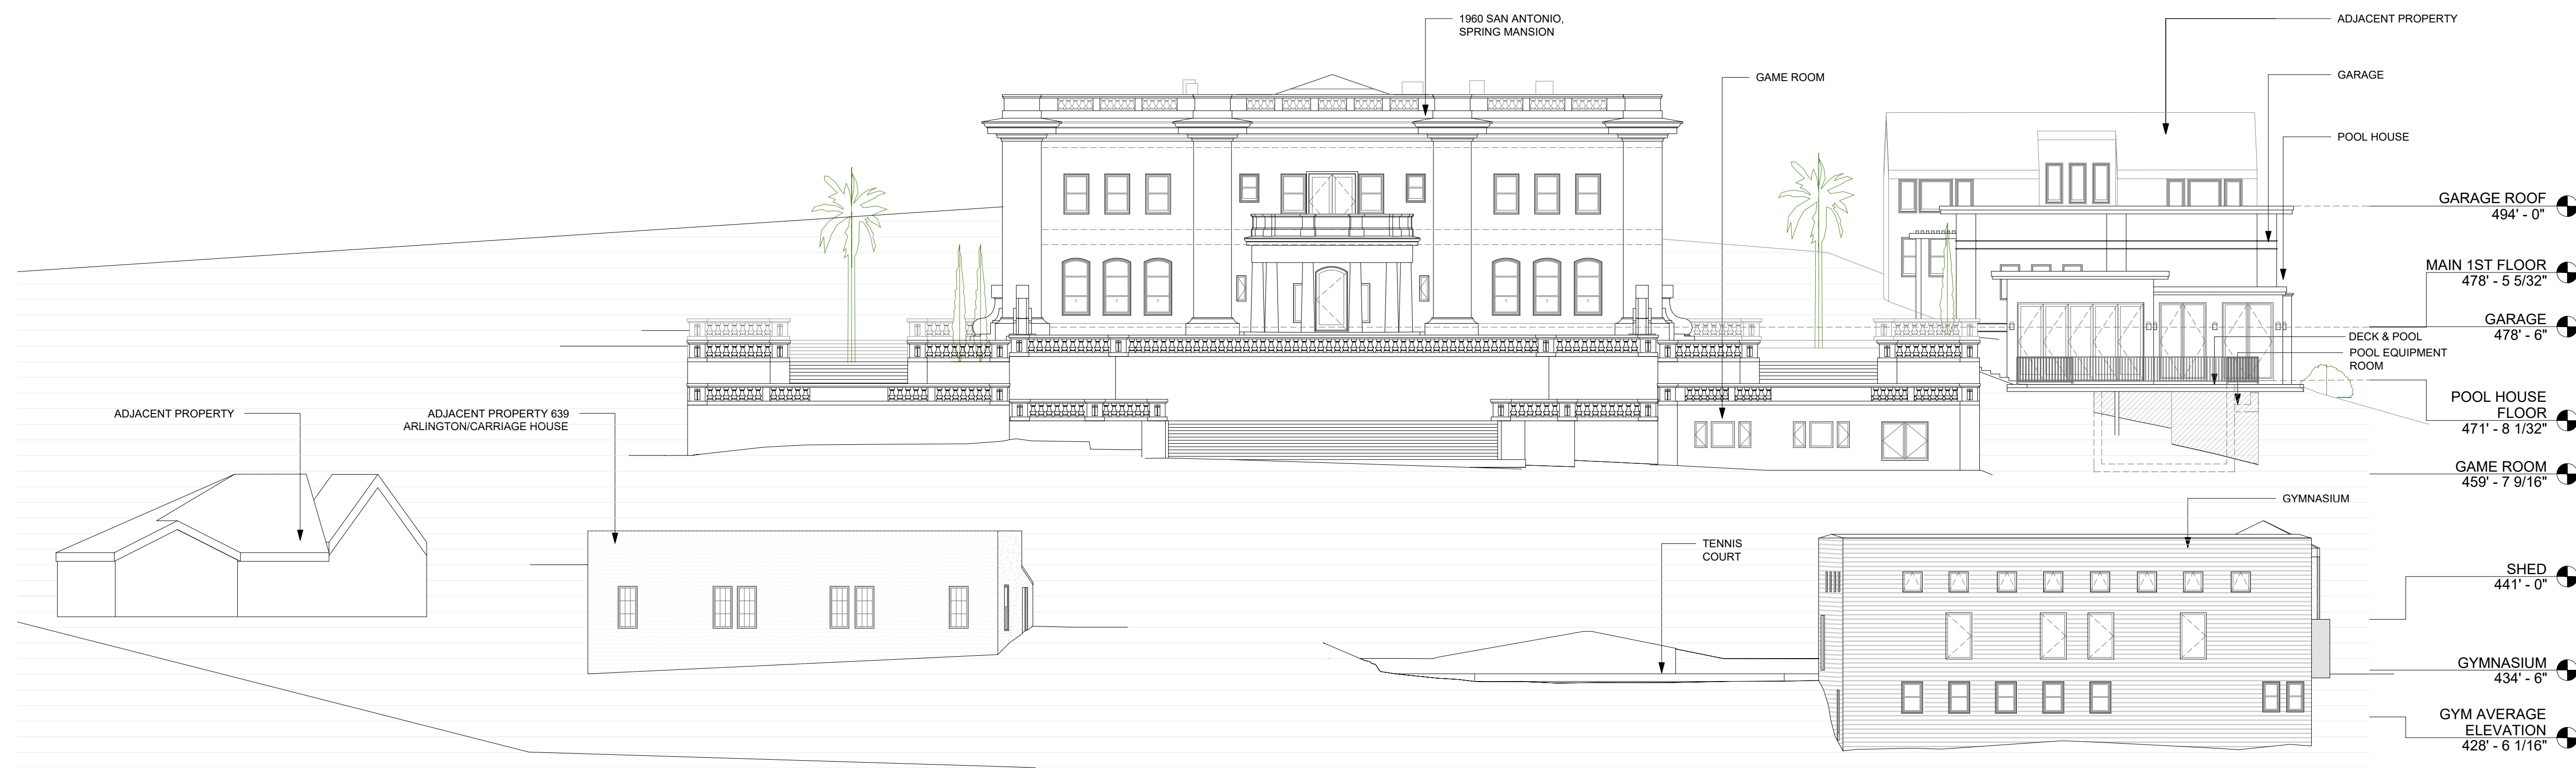 1960 SAN ANTONIO,
SPRING MANSION
ADJACENT PROPERTY
GAME ROOM
GARAGE
POOL HOUSE
GARAGE ROOF
494' - 0"
MAIN 1ST FLOOR
478' - 5 5/32"
GARAGE
478' - 6"
DECK & POOL
POOL EQUIPMENT
ROOM
POOL HOUSE
FLOOR
471' - 8 1/32"
ADJACENT PROPERTY
ADJACENT PROPERTY 639
ARLINGTON/CARRIAGE HOUSE
GAME ROOM
459' - 7 9/16"
GYMNASIUM
TENNIS
COURT
SHED
441' - 0"
GYMNASIUM
434' - 6"
GYM AVERAGE
ELEVATION
428' - 6 1/16"